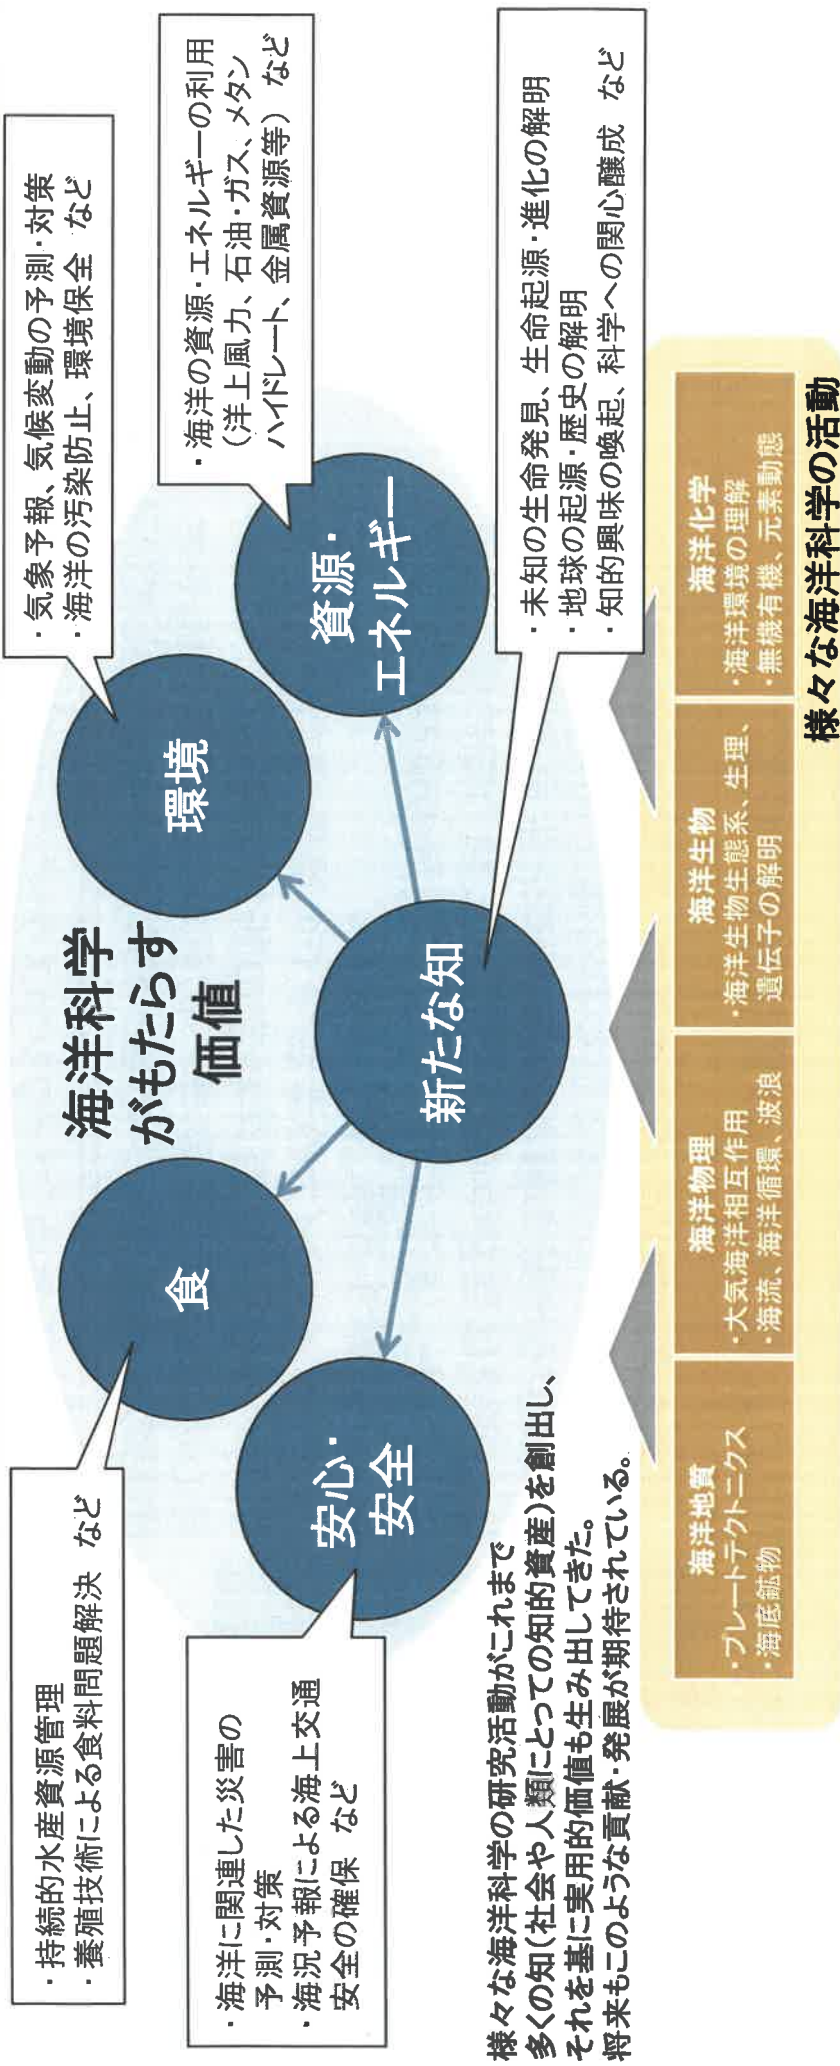 海洋科学
がもたらす
価値
・持続的水産資源管理
・養殖技術による食料問題解決 など
食
環境
・気象予報、気候変動の予測・対策
・海洋の汚染防止、環境保全 など
・海洋に関連した災害の
予測・対策
・海況予報による海上交通
安全の確保 など
安心・
安全
資源・
エネルギー
・海洋の資源・エネルギーの利用
(洋上風力、石油・ガス、メタン
ハイドレート、金属資源等) など
新たな知
・未知の生命発見、生命起源・進化の解明
・地球の起源・歴史の解明
・知的興味の喚起、科学への関心醸成 など
様々な海洋科学の研究活動がこれまで
多くの知(社会や人類にとっての知的資産)を創出し、
それを基に実用的価値も生み出してきた。
将来もこのような貢献・発展が期待されている。
海洋地質
・プレートテクトニクス
・海底鉱物
海洋物理
・大気海洋相互作用
・海流、海洋循環、波浪
海洋生物
・海洋生物生態系、生理、
遺伝子の解明
海洋化学
・海洋環境の理解
・無機有機、元素動態
様々な海洋科学の活動